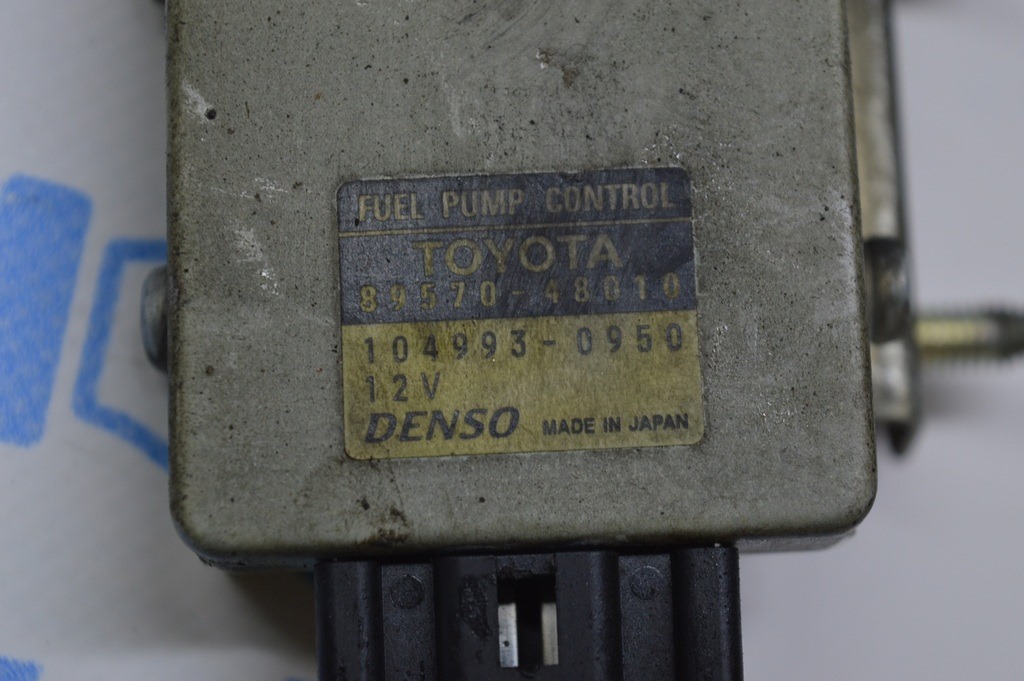 FUEL PUMP CONTROL
TOYOTA
89570-48010
104993-0950
12V
DENSO MADE IN JAPAN